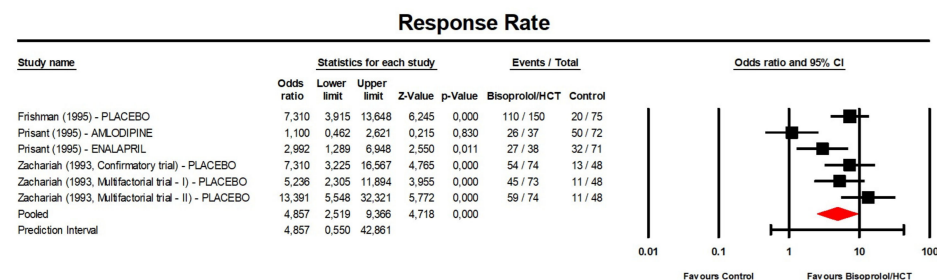 Response Rate
Study name Statistics for each study Events / Total Odds ratio and 95% CI
Odds Lower Upper
ratio limit limit Z-Value p-Value Bisoprolol/HCT Control
Frishman (1995) - PLACEBO 7,310 3,915 13,648 6,245 0,000 110 / 150 20 / 75
Prisant (1995) - AMLODIPINE 1,100 0,462 2,621 0,215 0,830 26 / 37 50 / 72
Prisant (1995) - ENALAPRIL 2,992 1,289 6,948 2,550 0,011 27 / 38 32 / 71
Zachariah (1993, Confirmatory trial) - PLACEBO 7,310 3,225 16,567 4,765 0,000 54 / 74 13 / 48
Zachariah (1993, Multifactorial trial - I) - PLACEBO 5,236 2,305 11,894 3,955 0,000 45 / 73 11 / 48
Zachariah (1993, Multifactorial trial - II) - PLACEBO 13,391 5,548 32,321 5,772 0,000 59 / 74 11 / 48
Pooled 4,857 2,519 9,366 4,718 0,000
Prediction Interval 4,857 0,550 42,861
0.01 0.1 1 10 100
Favours Control Favours Bisoprolol/HCT